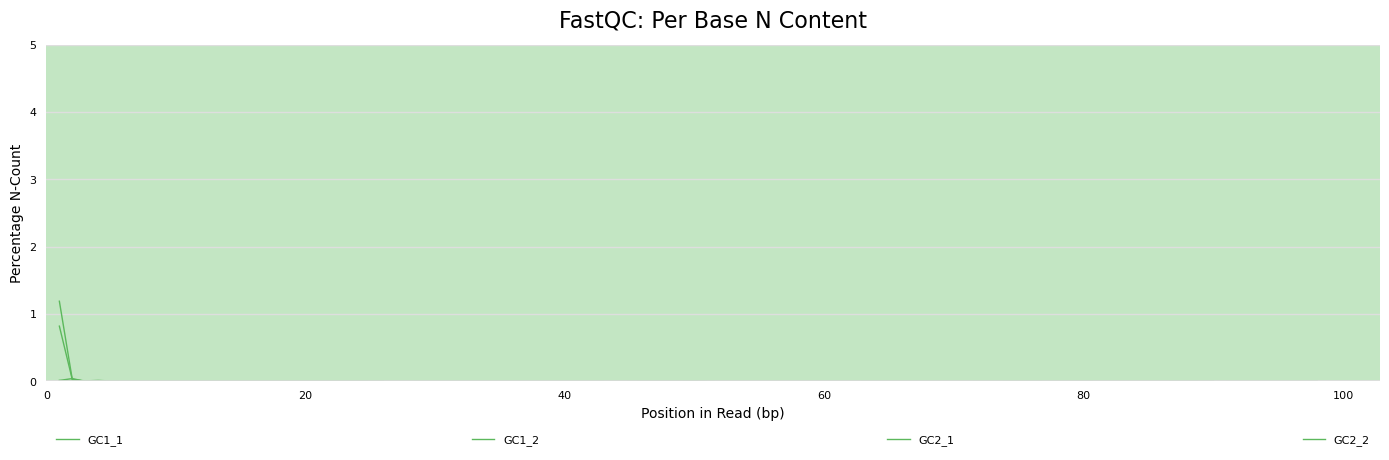 FastQC: Per Base N Content
5
4
3
2
1
0
Percentage N-Count
0 20 40 60 80 100
Position in Read (bp)
GC1_1 GC1_2 GC2_1 GC2_2